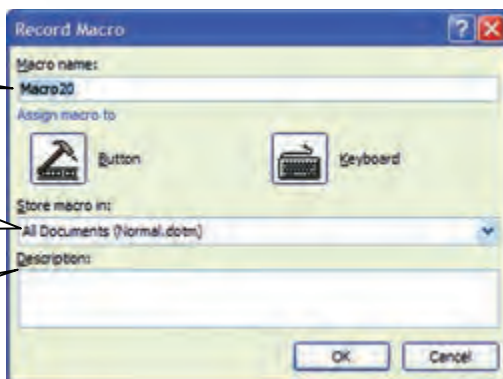 Record Macro
Macro name:
Macro20
Assign macro to
Button
Keyboard
Store macro in:
All Documents (Normal.dotm)
Description:
OK
Cancel